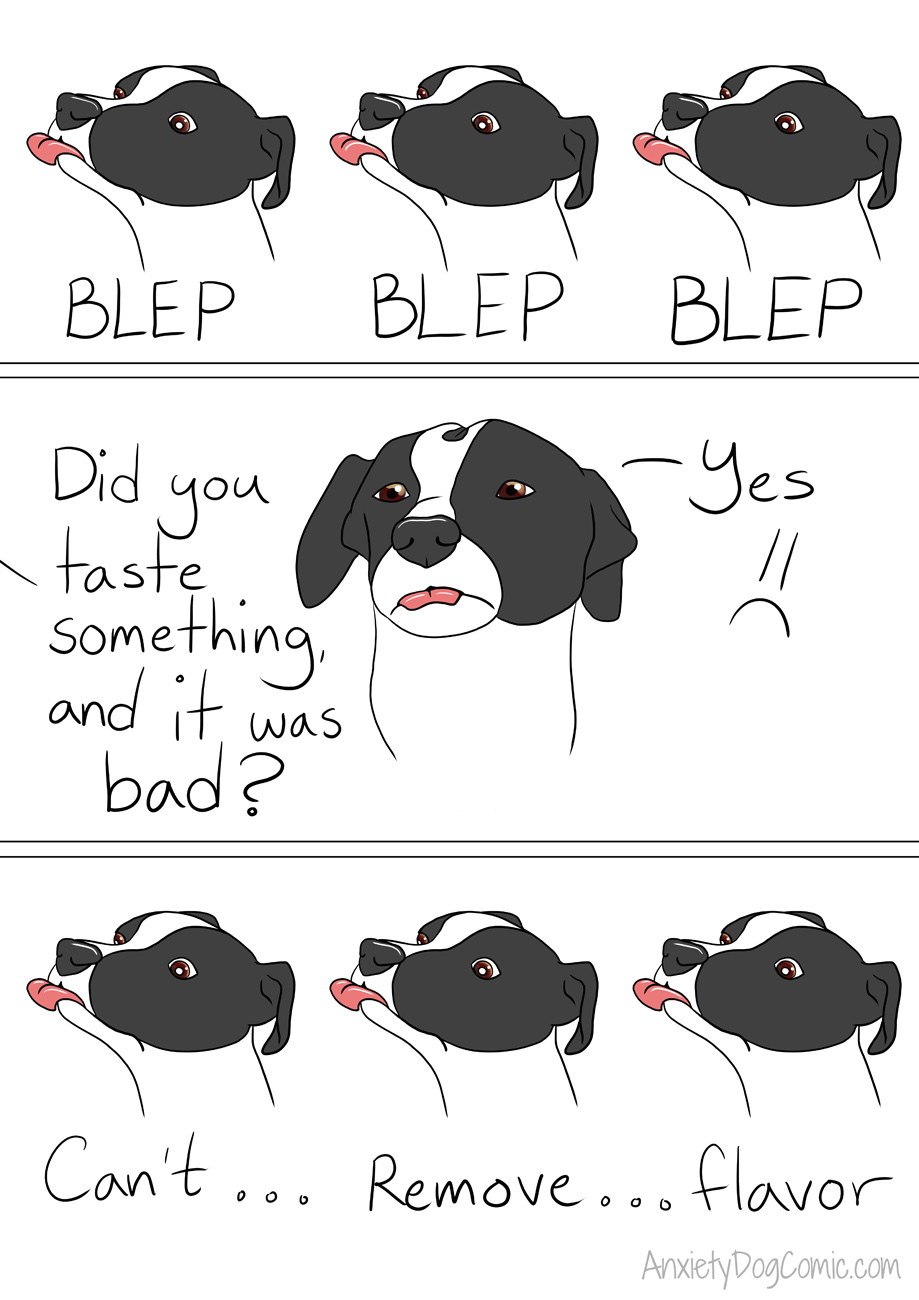 BLEP BLEP BLEP
Did you
taste
something,
and it was
bad?
Yes
Can't... Remove... flavor
AnxietyDogComic.com